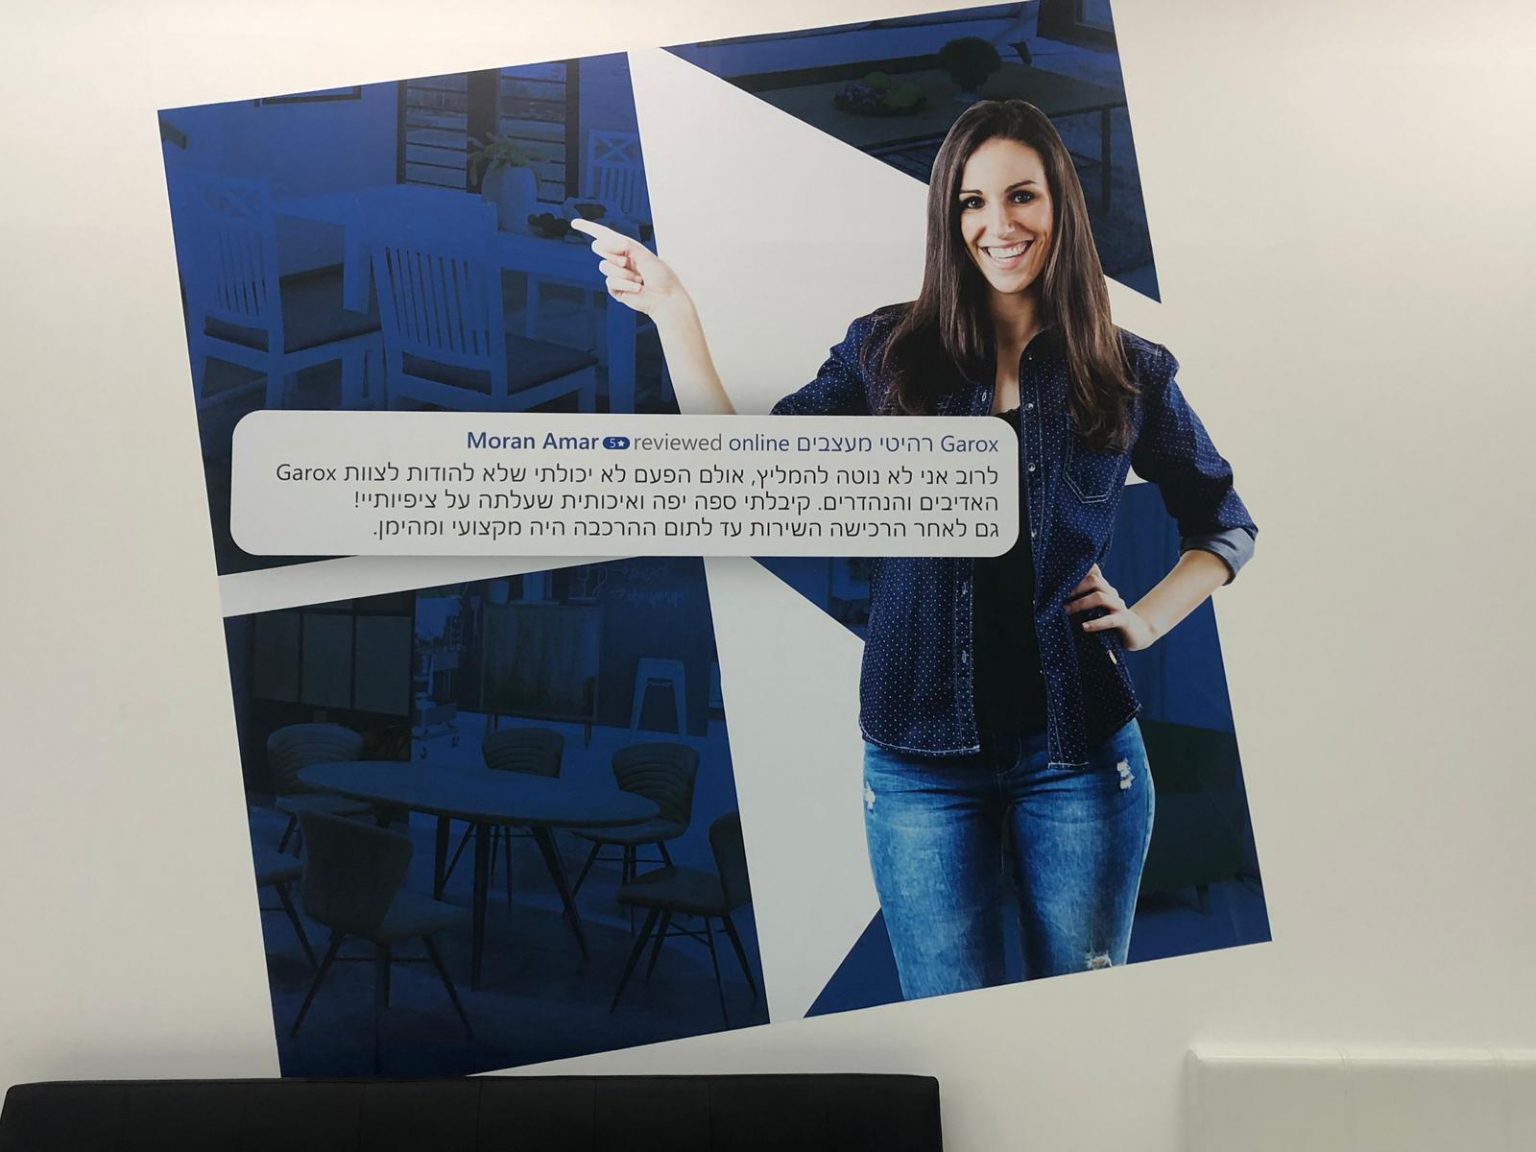 Moran Amar 5★ reviewed online רהיטי מעצבים Garox
לרוב אני לא נוטה להמליץ, אולם הפעם לא יכולתי שלא להודות לצוות Garox
האדיבים והנהדרים. קיבלתי ספה יפה ואיכותית שעלתה על ציפיותיי!
גם לאחר הרכישה השירות עד לתום ההרכבה היה מקצועי ומהימן.